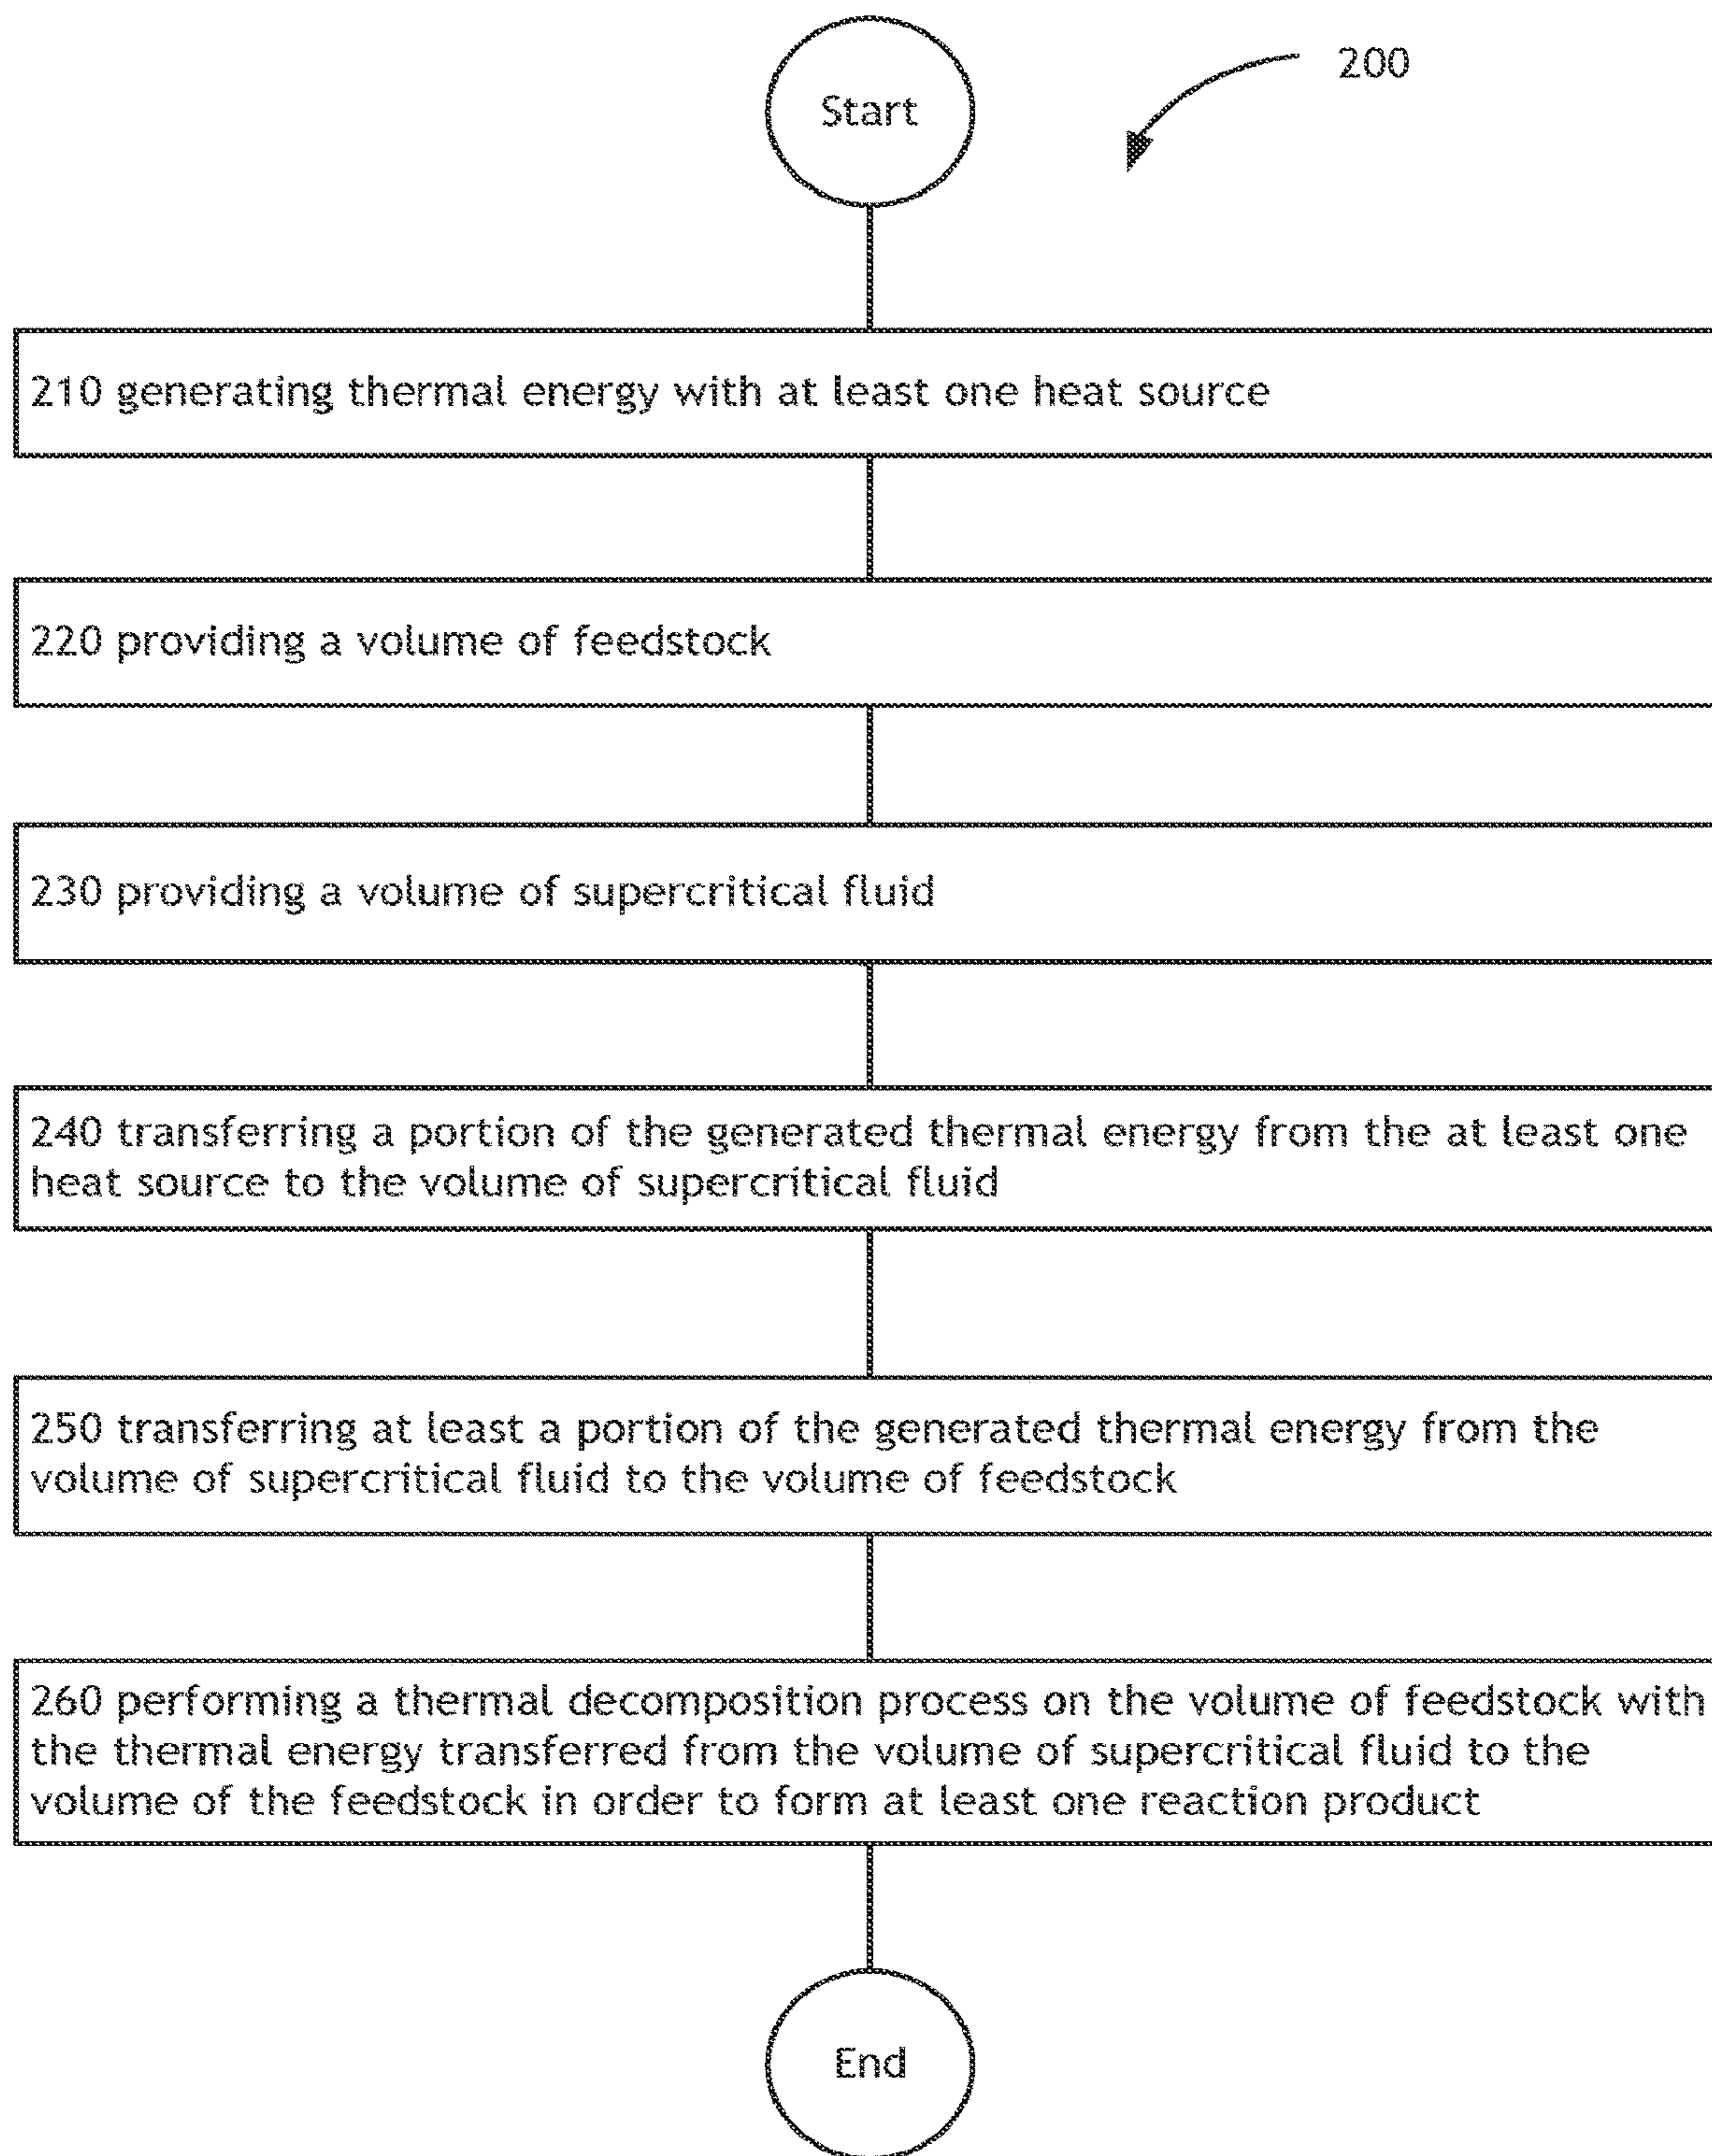 Start
200
210 generating thermal energy with at least one heat source
220 providing a volume of feedstock
230 providing a volume of supercritical fluid
240 transferring a portion of the generated thermal energy from the at least one
heat source to the volume of supercritical fluid
250 transferring at least a portion of the generated thermal energy from the
volume of supercritical fluid to the volume of feedstock
260 performing a thermal decomposition process on the volume of feedstock with
the thermal energy transferred from the volume of supercritical fluid to the
volume of the feedstock in order to form at least one reaction product
End